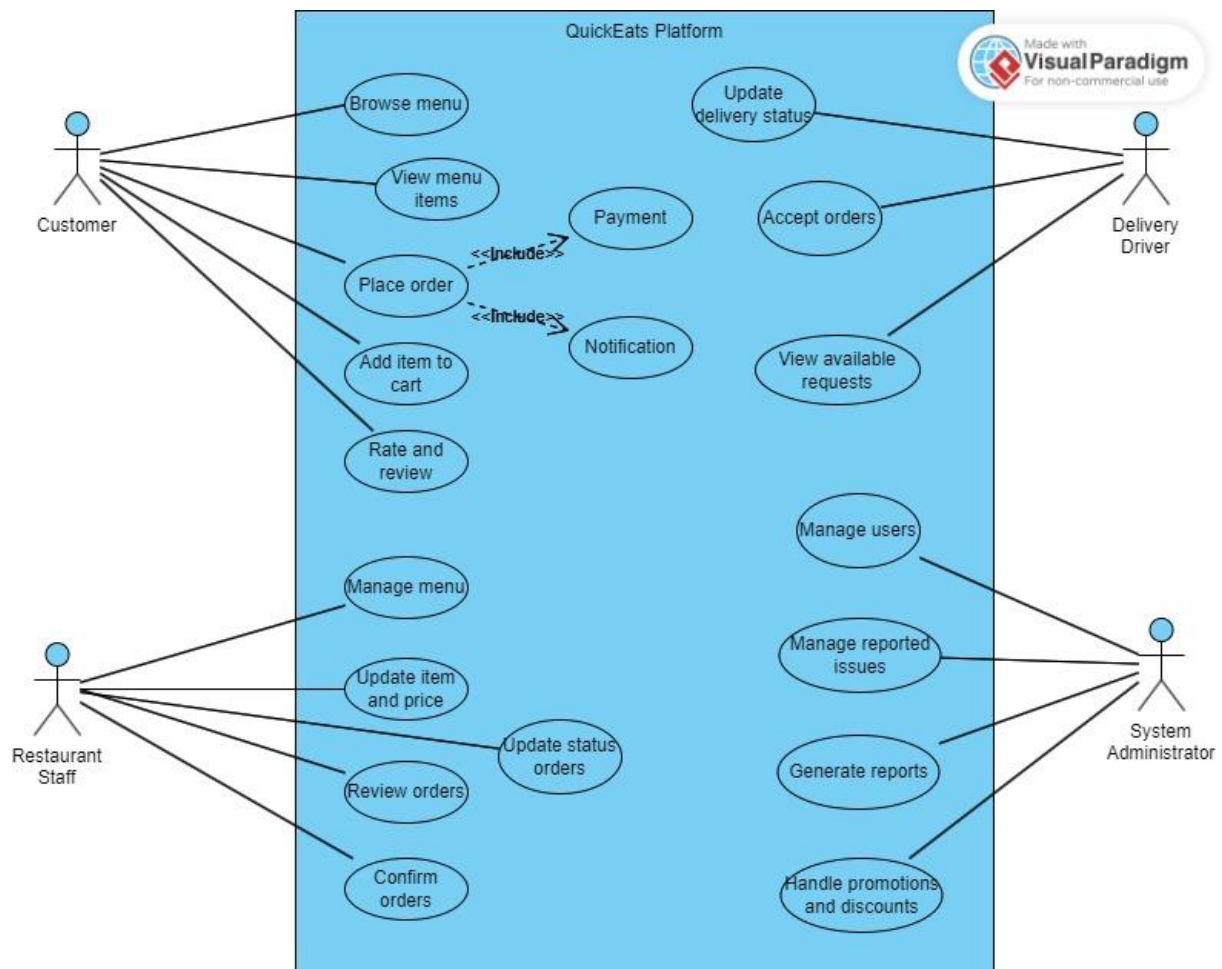 QuickEats Platform
Made with
Visual Paradigm
For non-commercial use
Browse menu
Update
delivery status
Customer
View menu
items
Payment
Accept orders
Delivery
Driver
<<Include>>
Place order
<<Include>>
Notification
Add item to
cart
View available
requests
Rate and
review
Manage users
Manage menu
Manage reported
issues
Update item
and price
Restaurant
Staff
Update status
orders
System
Administrator
Review orders
Generate reports
Confirm
orders
Handle promotions
and discounts